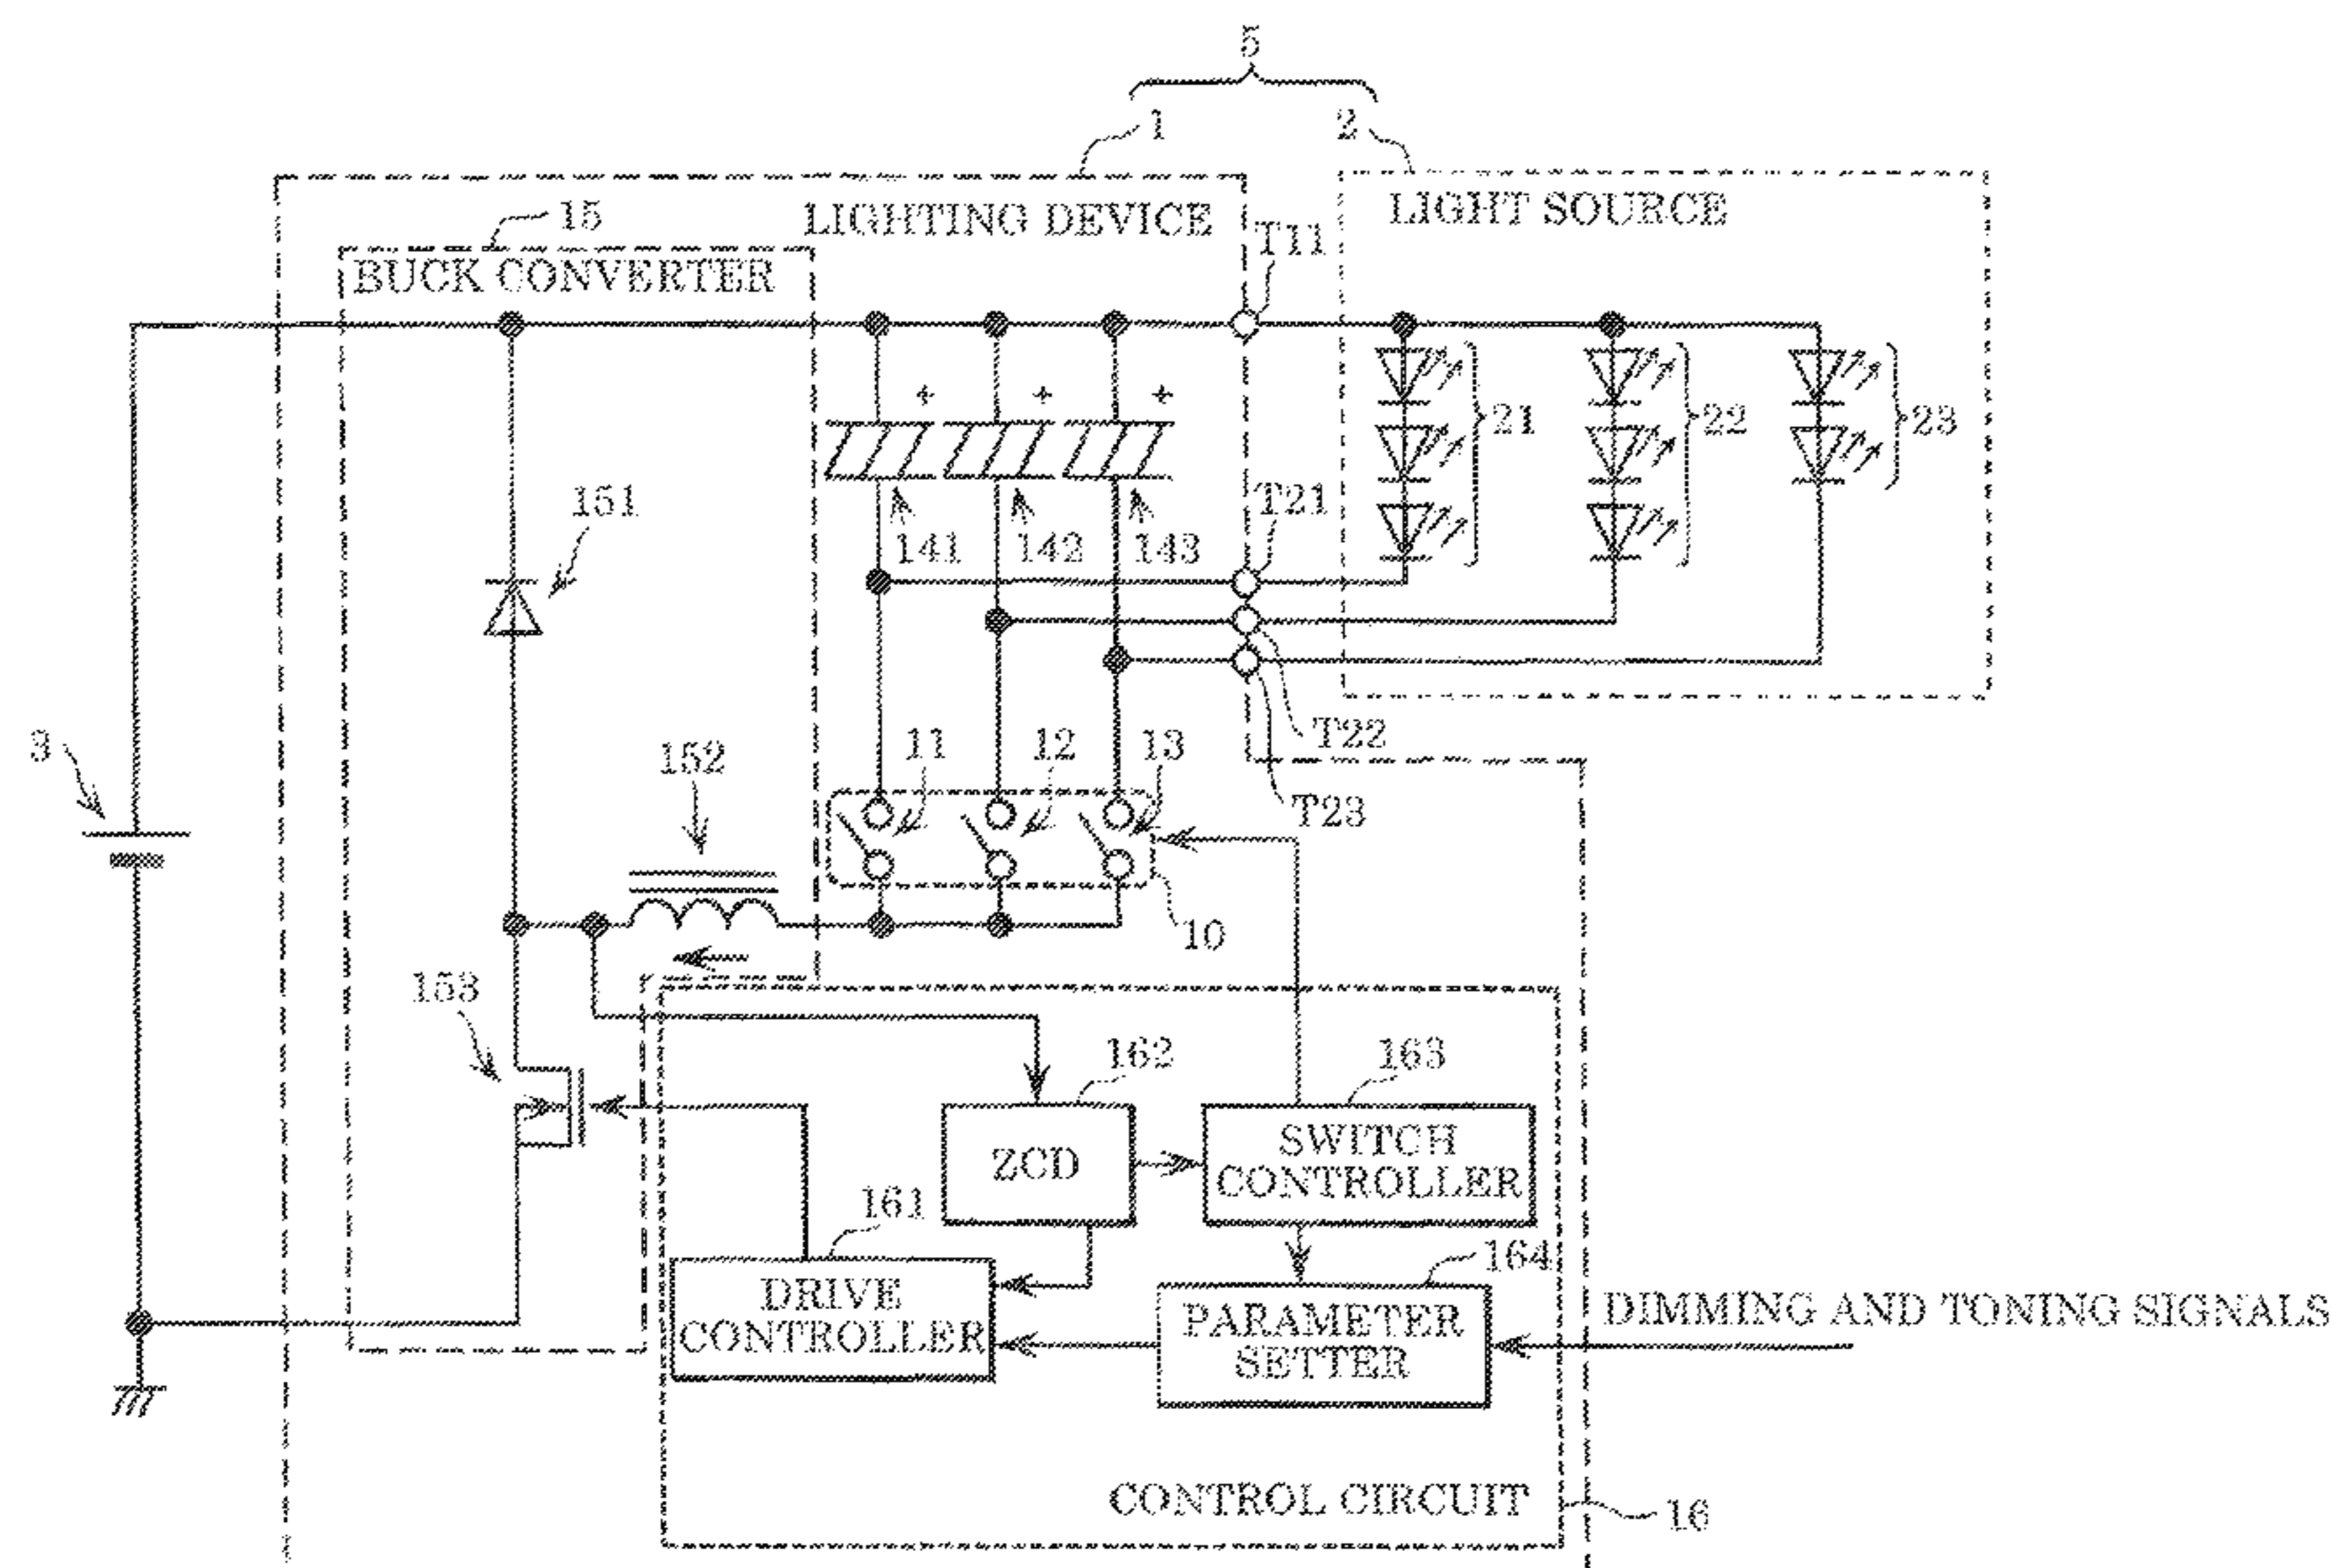 5
1
2
15
LIGHTING DEVICE
LIGHT SOURCE
T11
BUCK CONVERTER
+
+
+
21
22
23
151
T21
141
142
143
3
152
11
12
13
T22
T23
10
153
162
163
ZCD
SWITCH
CONTROLLER
161
164
DRIVE
CONTROLLER
PARAMETER
SETTER
DIMMING AND TONING SIGNALS
CONTROL CIRCUIT
16